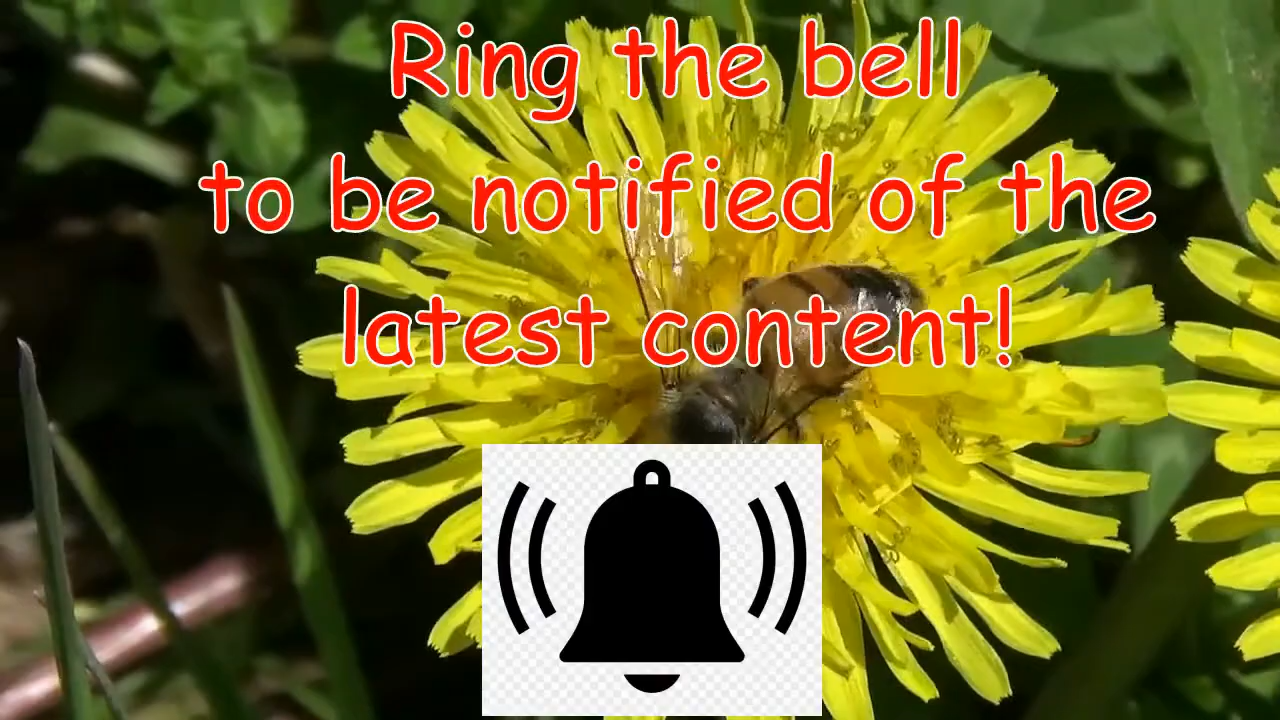 Ring the bell
to be notified of the
latest content!